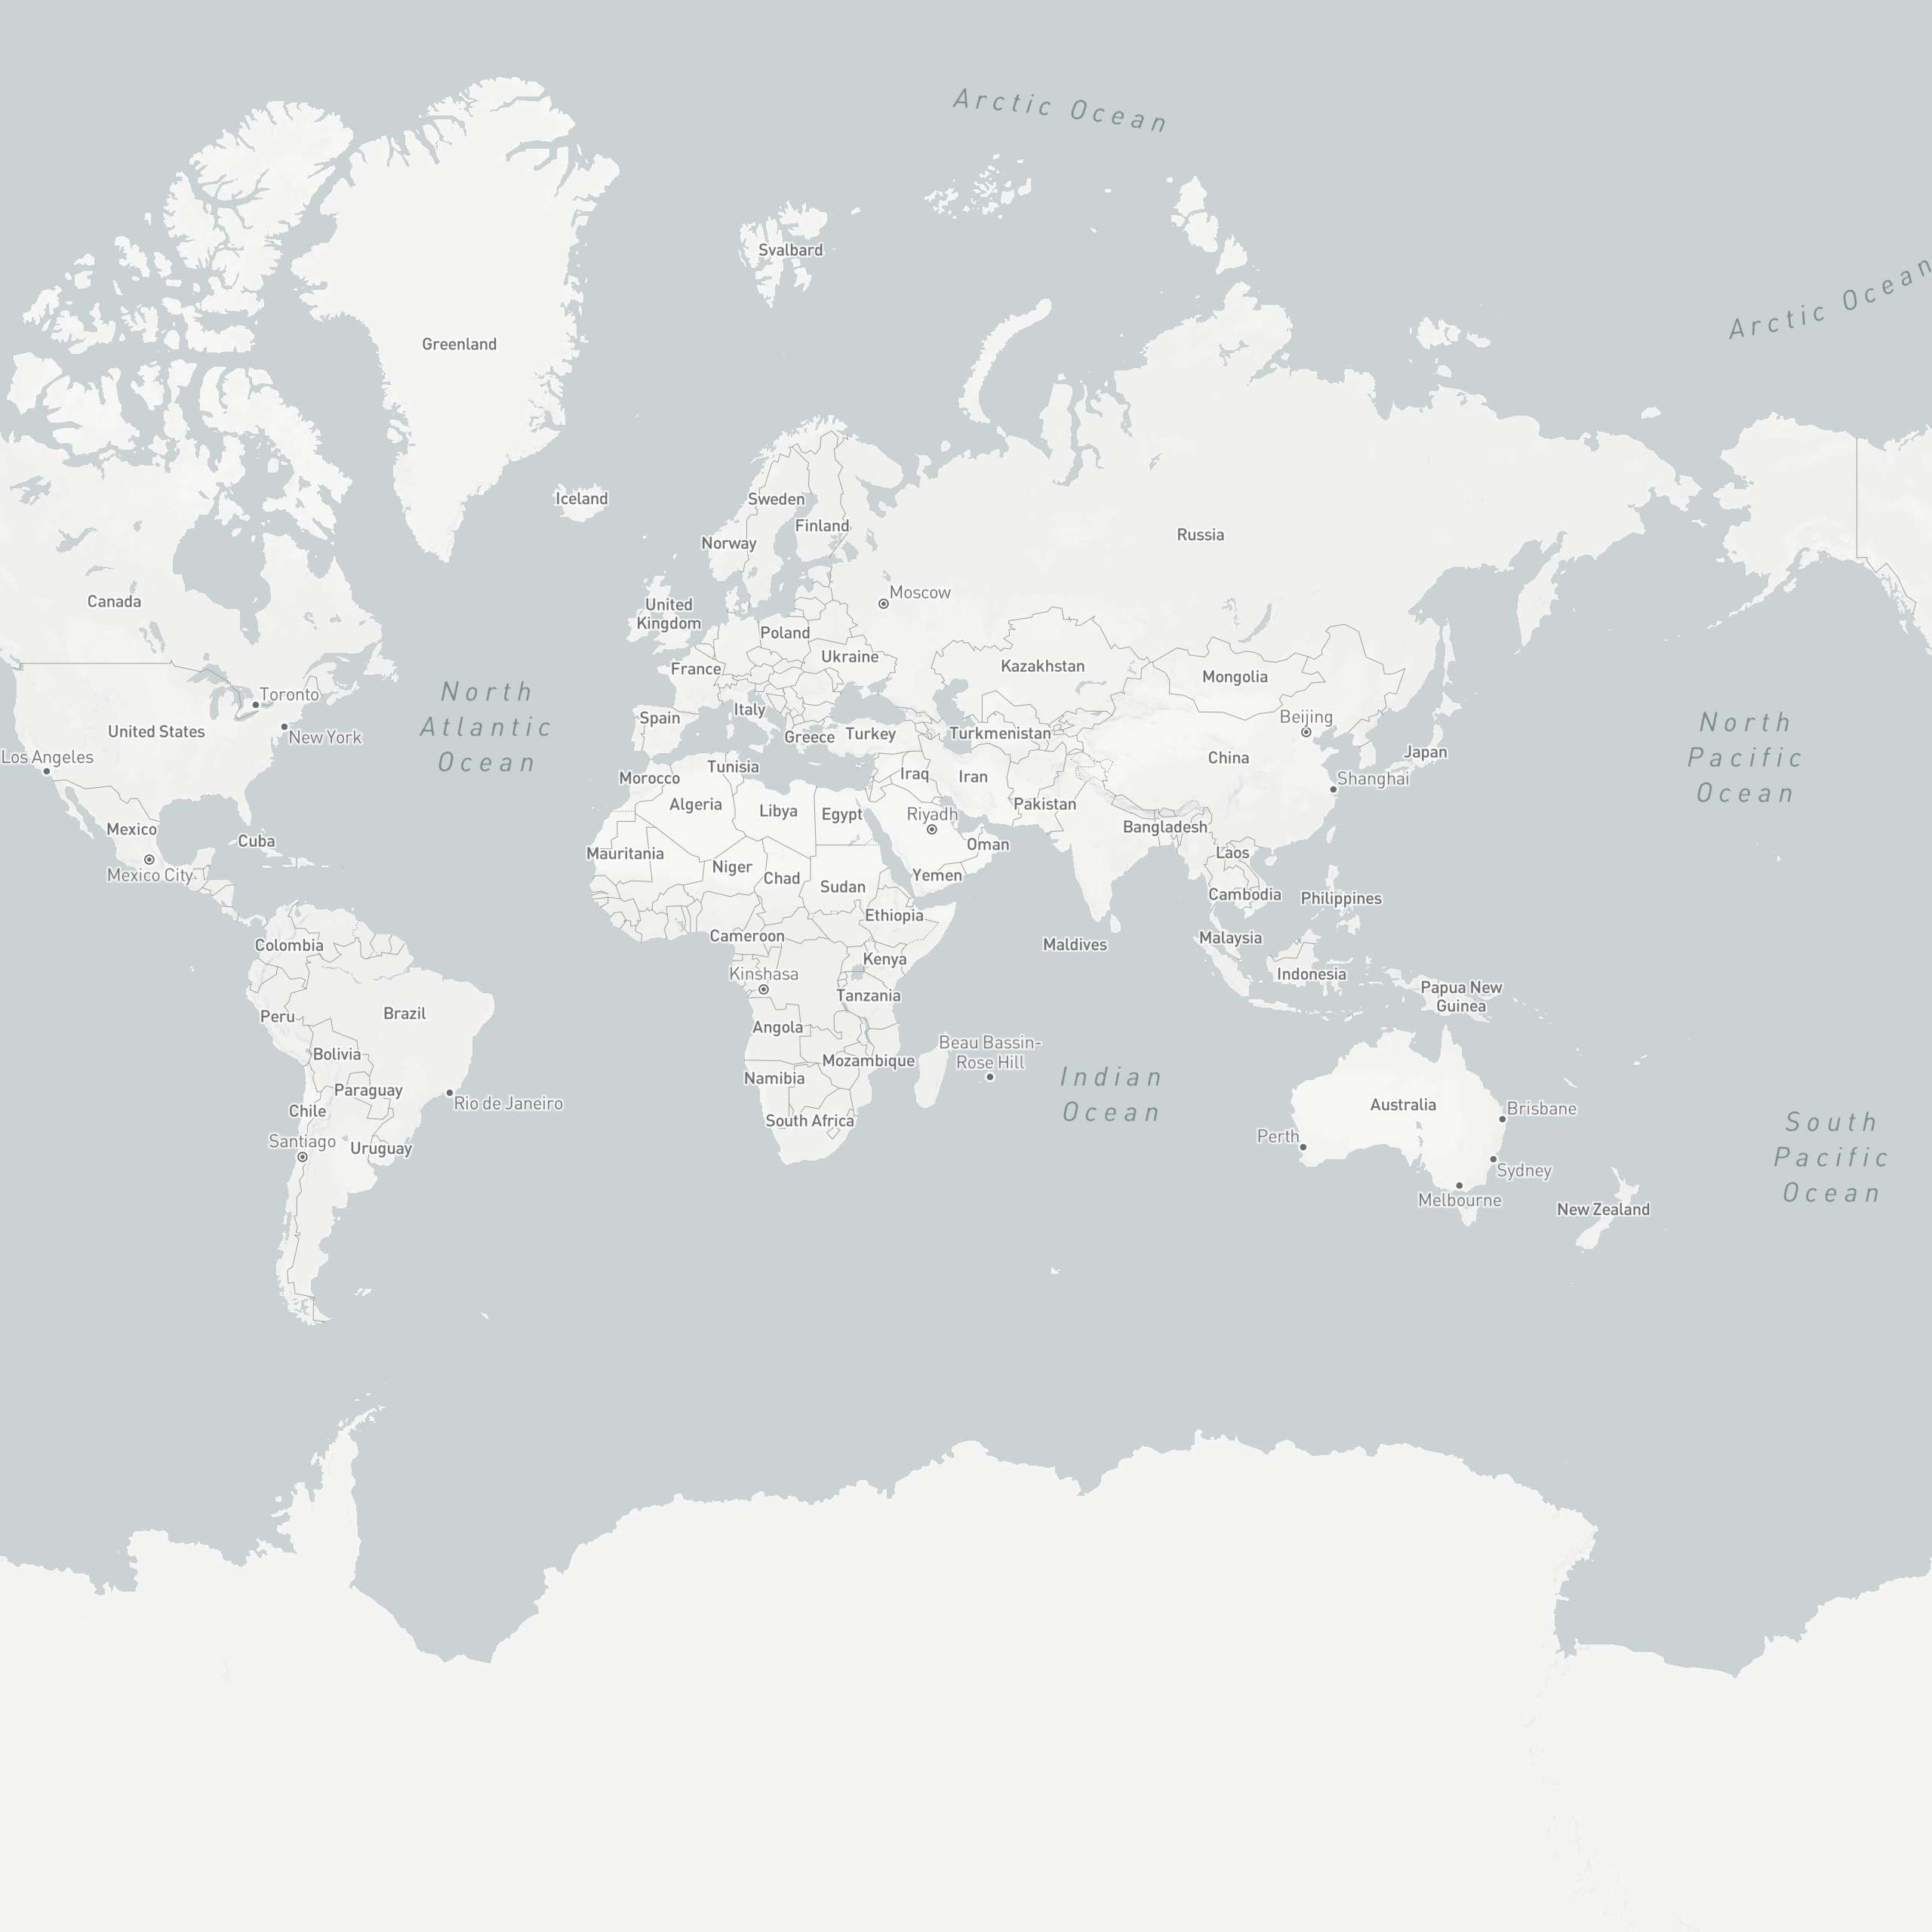 Arctic Ocean
Svalbard
Arctic Ocean
Greenland
Iceland
Sweden
Finland
Norway
Russia
Moscow
Canada
United
Kingdom
Poland
Ukraine
France
Kazakhstan
Mongolia
Toronto
North
Atlantic
Ocean
Italy
Spain
Beijing
North
Pacific
Ocean
United States
New York
Greece
Turkey
Turkmenistan
Japan
Los Angeles
China
Tunisia
Morocco
Iraq
Iran
Shanghai
Algeria
Libya
Egypt
Riyadh
Pakistan
Mexico
Bangladesh
Cuba
Oman
Mauritania
Laos
Niger
Mexico City
Chad
Yemen
Sudan
Cambodia
Philippines
Ethiopia
Cameroon
Malaysia
Colombia
Maldives
Kenya
Kinshasa
Indonesia
Papua New
Guinea
Tanzania
Brazil
Peru
Angola
Beau Bassin-
Rose Hill
Bolivia
Mozambique
Namibia
Indian
Ocean
Paraguay
Rio de Janeiro
Australia
Brisbane
Chile
South Africa
South
Pacific
Ocean
Perth
Santiago
Uruguay
Sydney
Melbourne
New Zealand